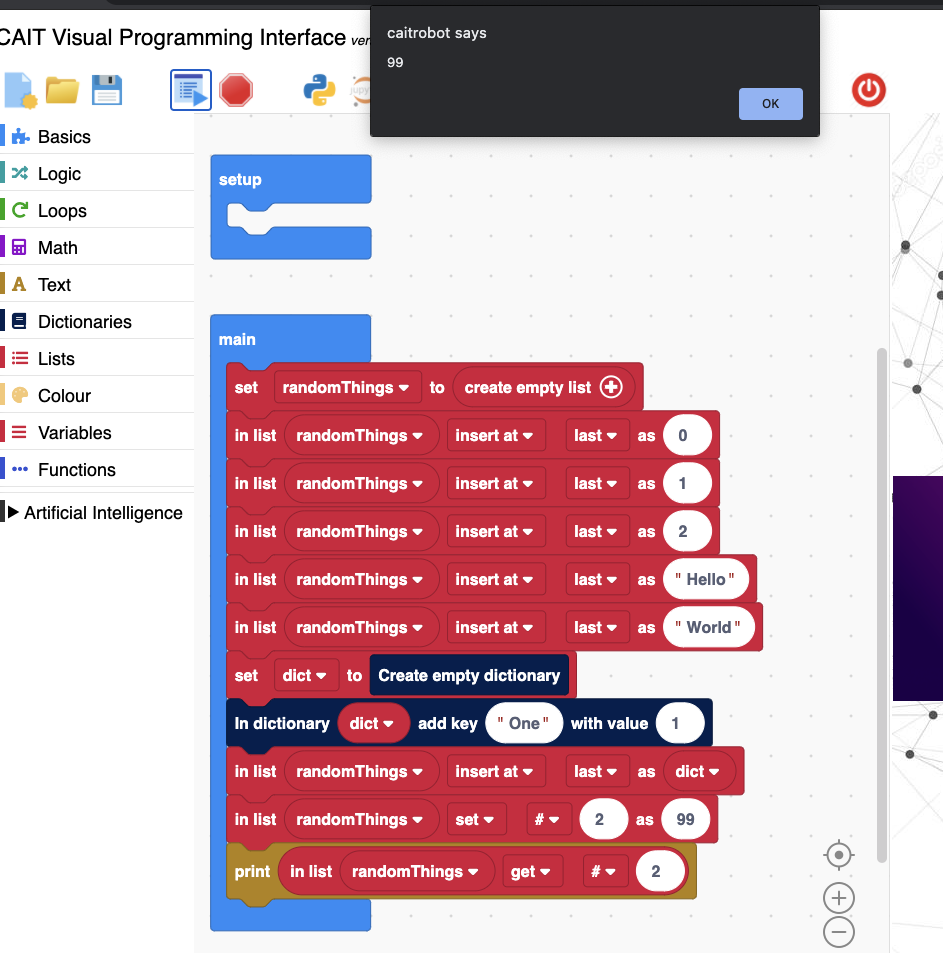 CAIT Visual Programming Interface
caitrobot says
99
OK
jupyt
Basics
Logic
Loops
Math
Text
Dictionaries
Lists
Colour
Variables
Functions
Artificial Intelligence
setup
main
set randomThings to create empty list
in list randomThings insert at last as 0
in list randomThings insert at last as 1
in list randomThings insert at last as 2
in list randomThings insert at last as "Hello"
in list randomThings insert at last as "World"
set dict to Create empty dictionary
In dictionary dict add key "One" with value 1
in list randomThings insert at last as dict
in list randomThings set # 2 as 99
print in list randomThings get # 2